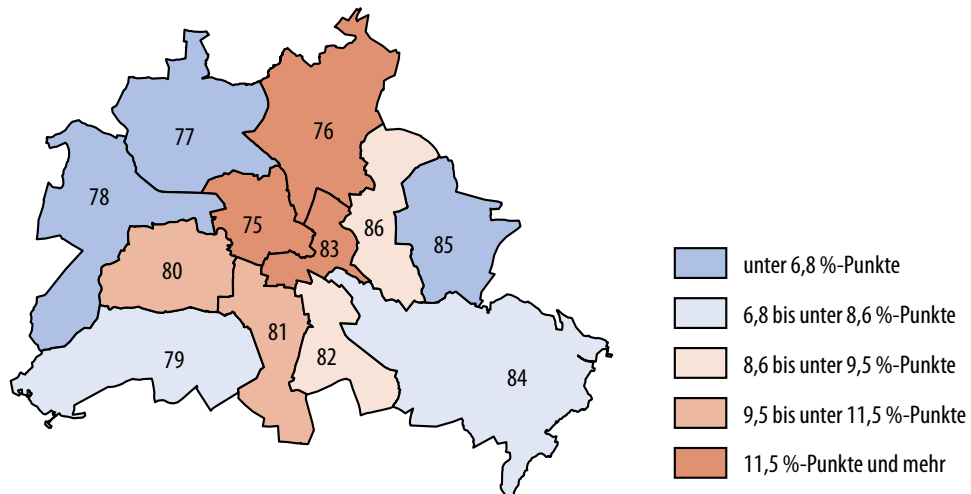 77
76
78
75
86
85
83
80
81
82
79
84
unter 6,8 %-Punkte
6,8 bis unter 8,6 %-Punkte
8,6 bis unter 9,5 %-Punkte
9,5 bis unter 11,5 %-Punkte
11,5 %-Punkte und mehr